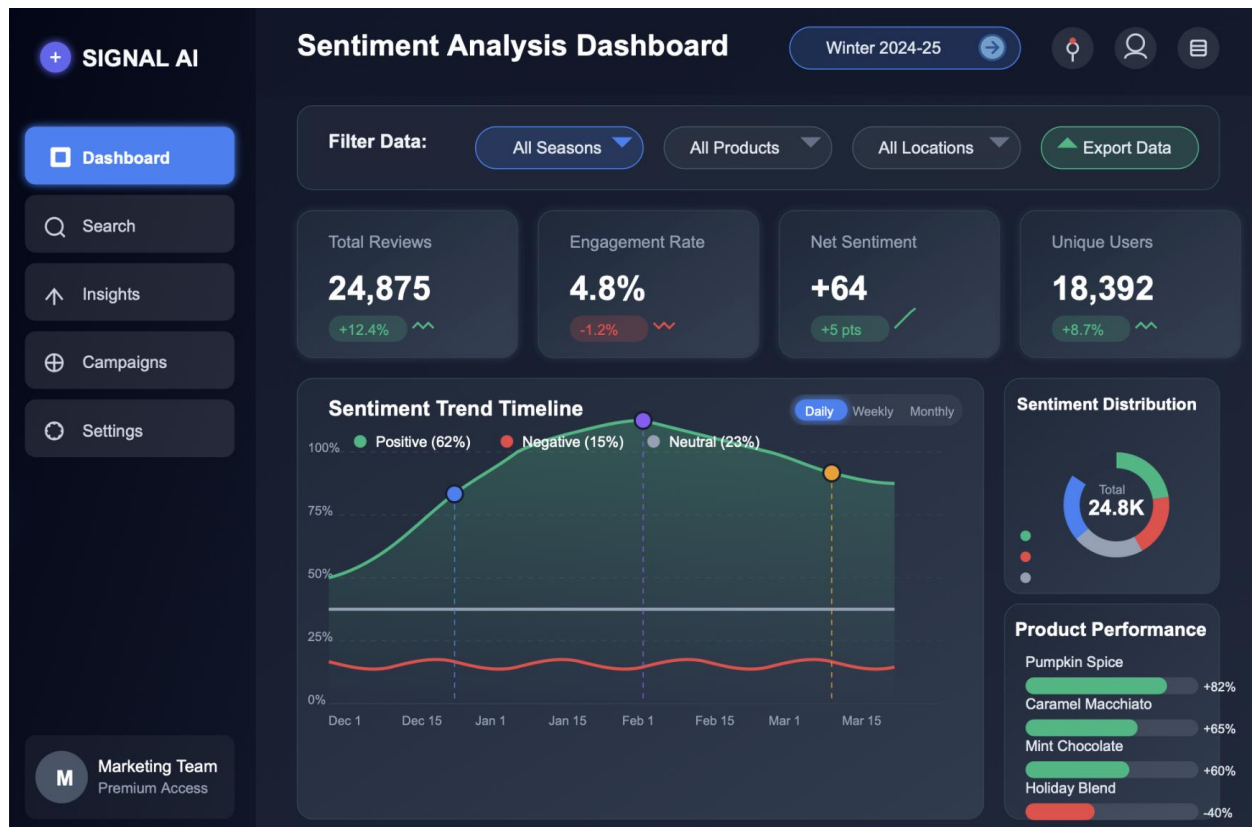 + SIGNAL AI
Dashboard
Search
Insights
Campaigns
Settings
M
Marketing Team
Premium Access
Sentiment Analysis Dashboard
Winter 2024-25
Filter Data:
All Seasons
All Products
All Locations
Export Data
Total Reviews
24,875
+12.4%
Engagement Rate
4.8%
-1.2%
Net Sentiment
+64
+5 pts
Unique Users
18,392
+8.7%
Sentiment Trend Timeline
Daily Weekly Monthly
Positive (62%) Negative (15%) Neutral (23%)
100%
75%
50%
25%
0%
Dec 1 Dec 15 Jan 1 Jan 15 Feb 1 Feb 15 Mar 1 Mar 15
Sentiment Distribution
Total
24.8K
Product Performance
Pumpkin Spice
+82%
Caramel Macchiato
+65%
Mint Chocolate
+60%
Holiday Blend
-40%